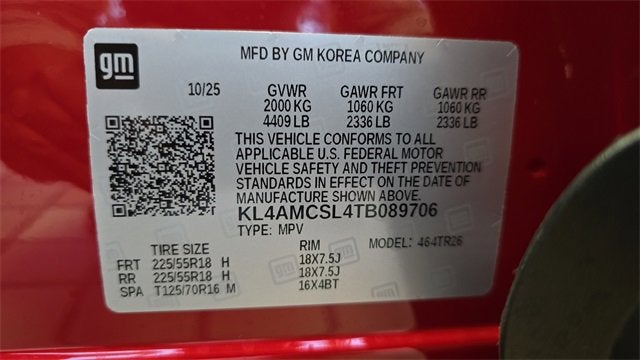 gm
MFD BY GM KOREA COMPANY
10/25 GVWR GAWR FRT GAWR RR
2000 KG 1060 KG 1060 KG
4409 LB 2336 LB 2336 LB
THIS VEHICLE CONFORMS TO ALL
APPLICABLE U.S. FEDERAL MOTOR
VEHICLE SAFETY AND THEFT PREVENTION
STANDARDS IN EFFECT ON THE DATE OF
MANUFACTURE SHOWN ABOVE.
KL4AMCSL4TB089706
TYPE: MPV MODEL: 464TR26
TIRE SIZE RIM
FRT 225/55R18 H 18X7.5J
RR 225/55R18 H 18X7.5J
SPA T125/70R16 M 16X4BT